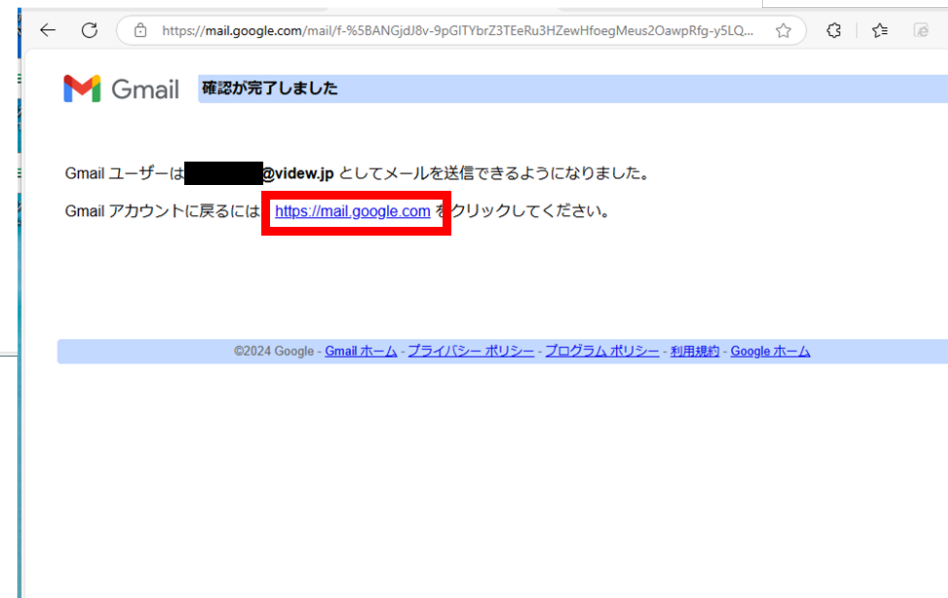 https://mail.google.com/mail/f-%5BANGjdJ8v-9pGlTYbrZ3TEeRu3HZewHfoegMeus2OawpRfg-y5LQ...
Gmail 確認が完了しました
Gmail ユーザーは @videw.jp としてメールを送信できるようになりました。
Gmail アカウントに戻るには https://mail.google.com をクリックしてください。
©2024 Google - Gmail ホーム - プライバシー ポリシー - プログラム ポリシー - 利用規約 - Google ホーム